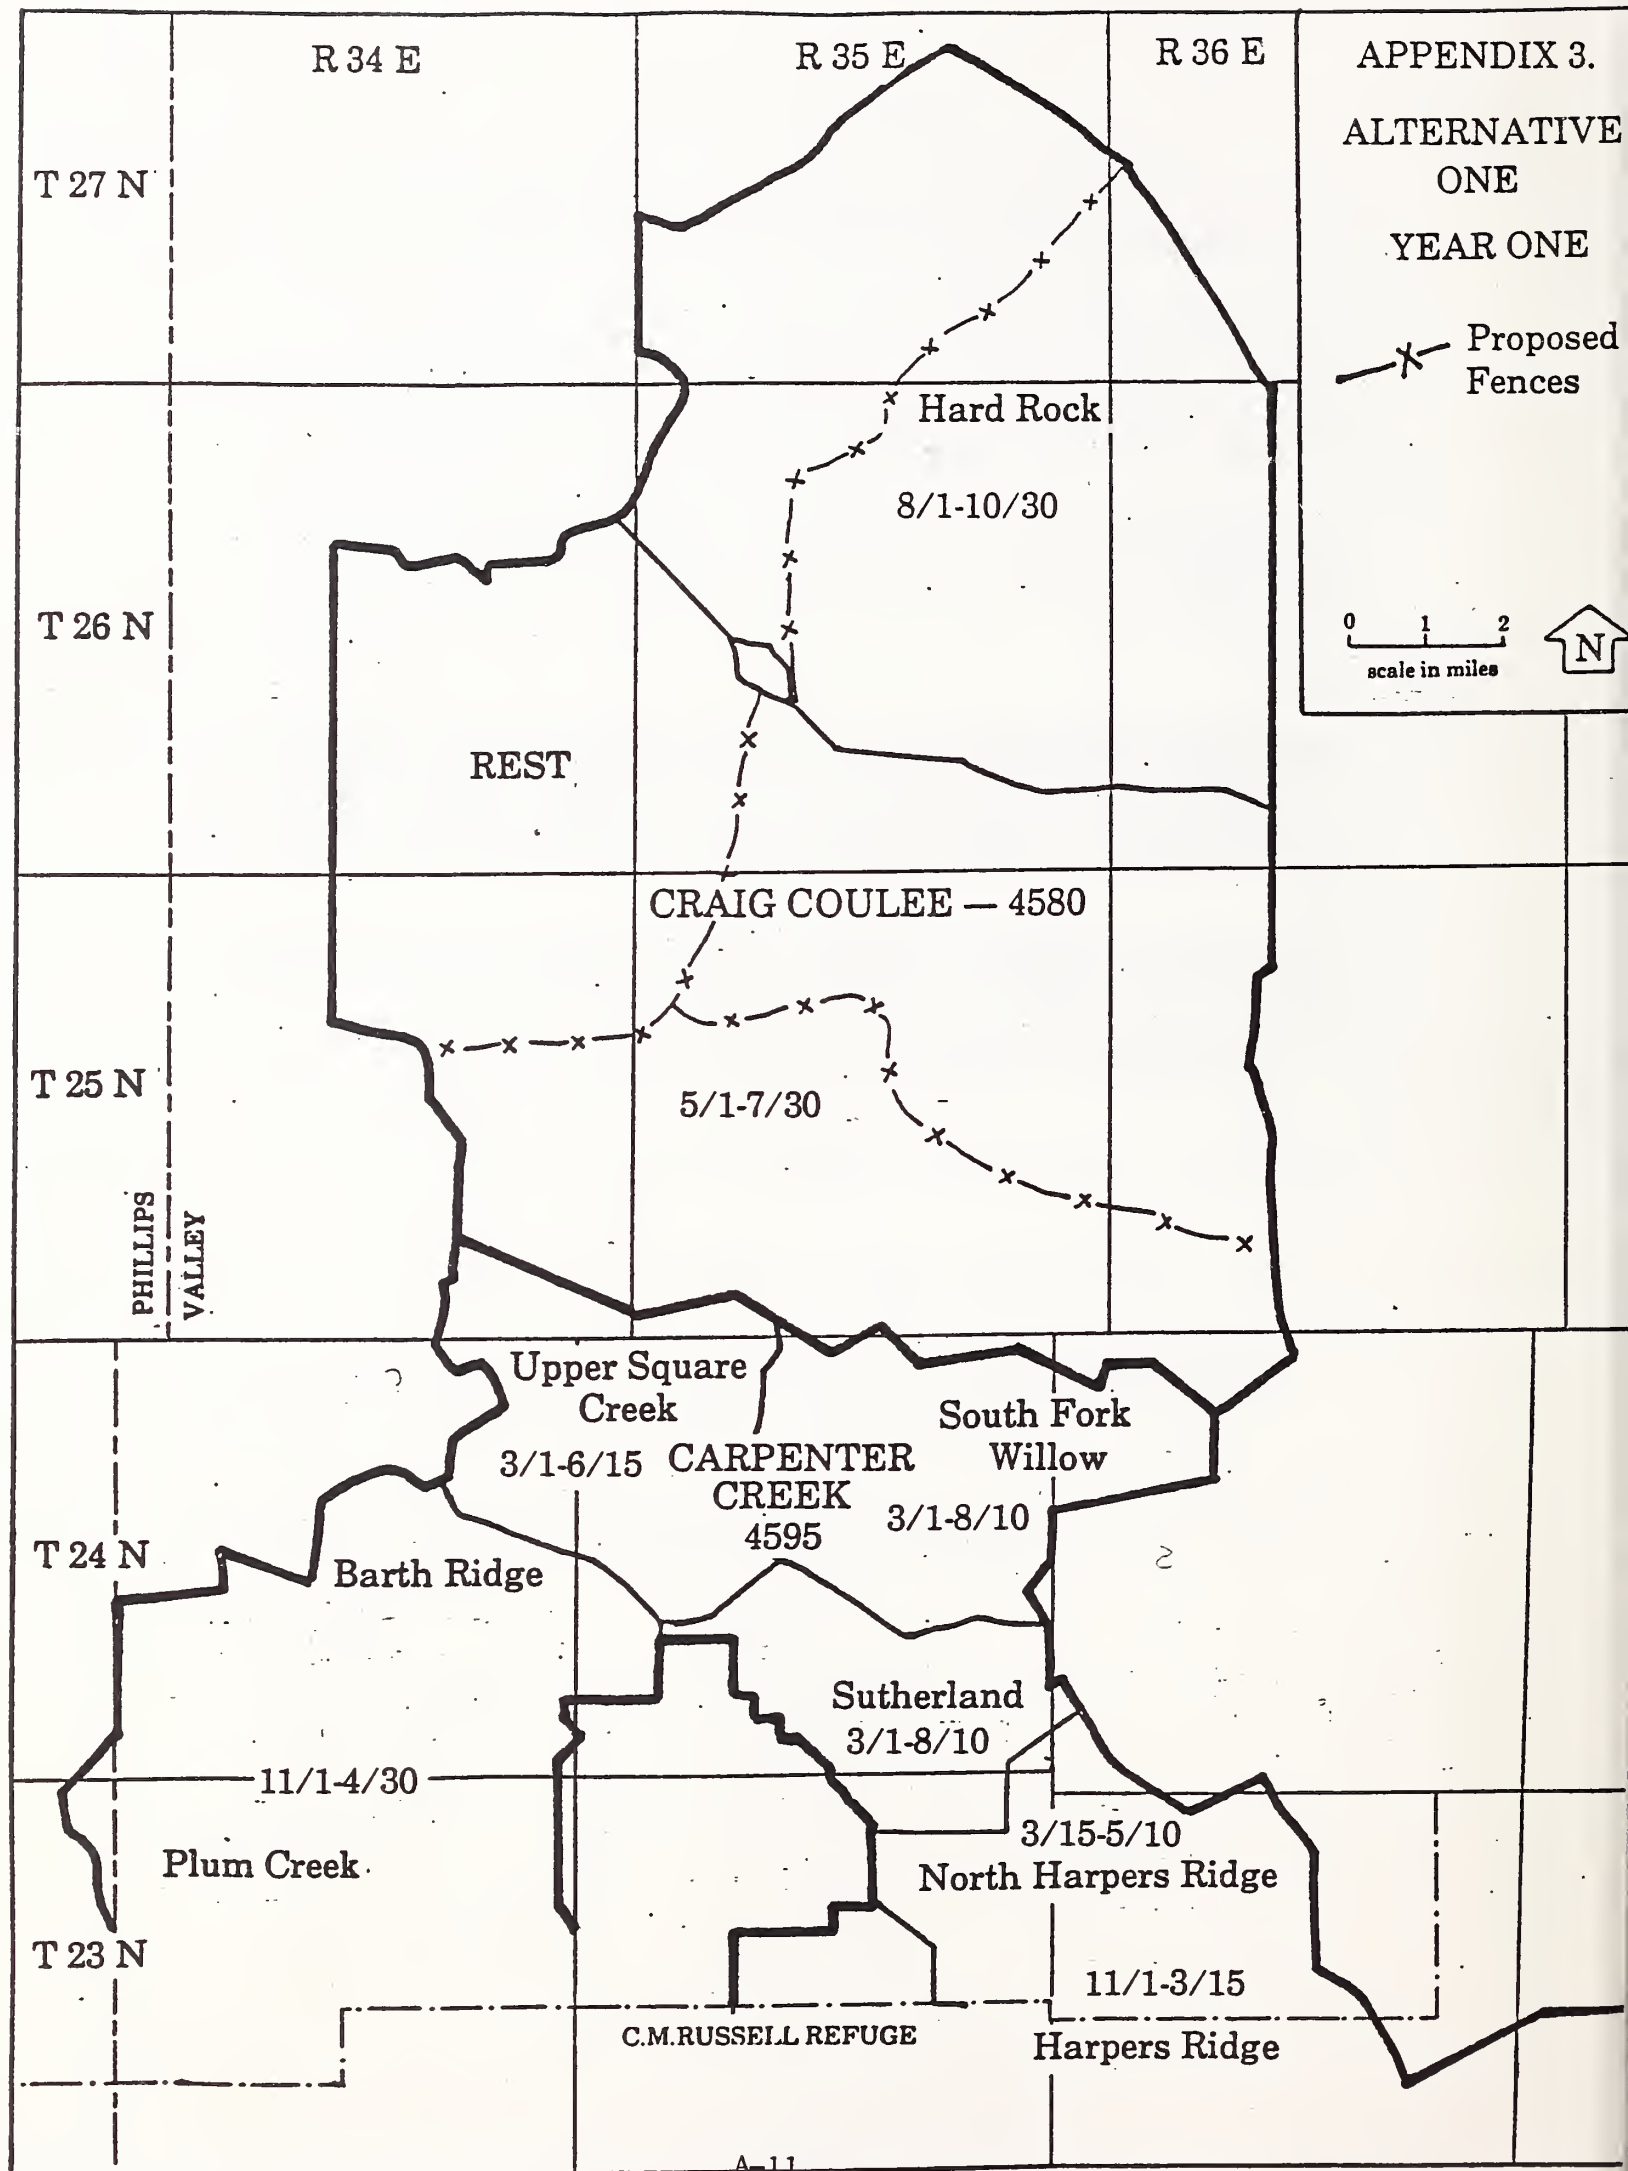 R 34 E
R 35 E
R 36 E
APPENDIX 3.
ALTERNATIVE
ONE
YEAR ONE
Proposed
Fences
0 1 2
scale in miles
N
T 27 N
Hard Rock
8/1-10/30
T 26 N
REST
CRAIG COULEE — 4580
T 25 N
5/1-7/30
PHILLIPS
VALLEY
Upper Square
Creek
3/1-6/15
CARPENTER
CREEK
4595
South Fork
Willow
3/1-8/10
T 24 N
Barth Ridge
Sutherland
3/1-8/10
11/1-4/30
Plum Creek
3/15-5/10
North Harpers Ridge
T 23 N
11/1-3/15
C.M.RUSSELL REFUGE
Harpers Ridge
A-11